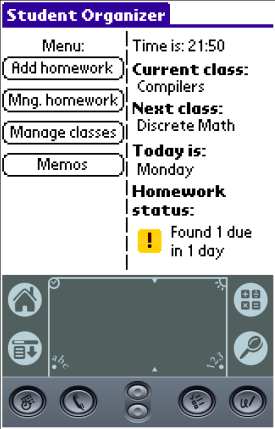 Student Organizer
Menu:
Add homework
Mng. homework
Manage classes
Memos
Time is: 21:50
Current class:
Compilers
Next class:
Discrete Math
Today is:
Monday
Homework
status:
! Found 1 due
in 1 day
abc
123